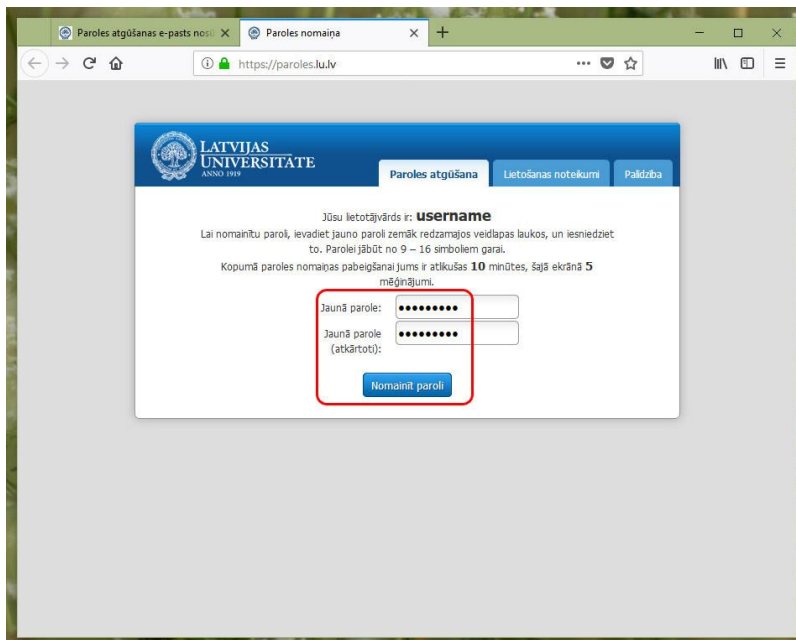 Paroles atgūšanas e-pasts nosū
Paroles nomaiņa
https://paroles.lu.lv
LATVIJAS
UNIVERSITĀTE
ANNO 1919
Paroles atgūšana
Lietošanas noteikumi
Palīdzība
Jūsu lietotājvārds ir: username
Lai nomainītu paroli, ievadiet jauno paroli zemāk redzamajos veidlapas laukos, un iesniedziet
to. Parolei jābūt no 9 – 16 simboliem garai.
Kopumā paroles nomaiņas pabeigšanai jums ir atlikušas 10 minūtes, šajā ekrānā 5
mēģinājumi.
Jaunā parole:
Jaunā parole
(atkārtoti):
Nomainīt paroli